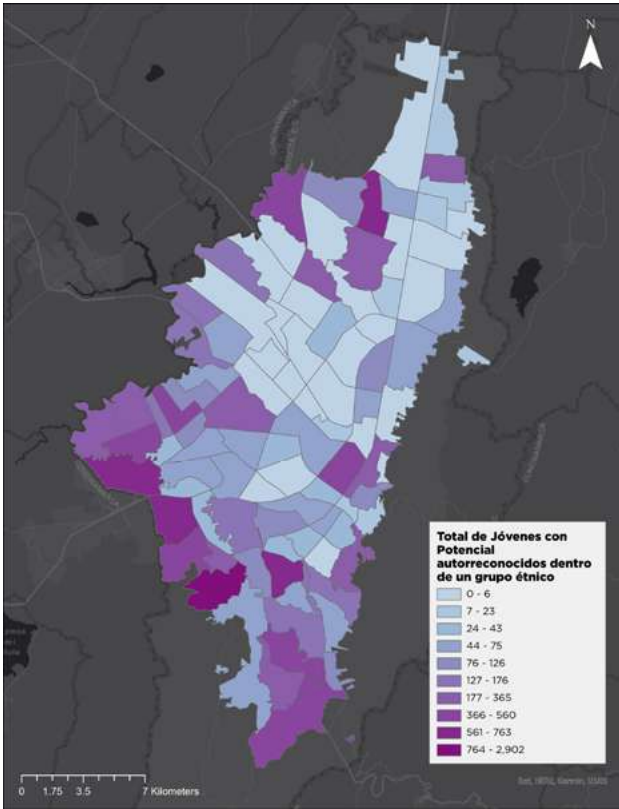 N
Total de Jóvenes con
Potencial
autorreconocidos dentro
de un grupo étnico
0 - 6
7 - 23
24 - 43
44 - 75
76 - 126
127 - 176
177 - 365
366 - 560
561 - 763
764 - 2,902
0 1.75 3.5 7 Kilometers